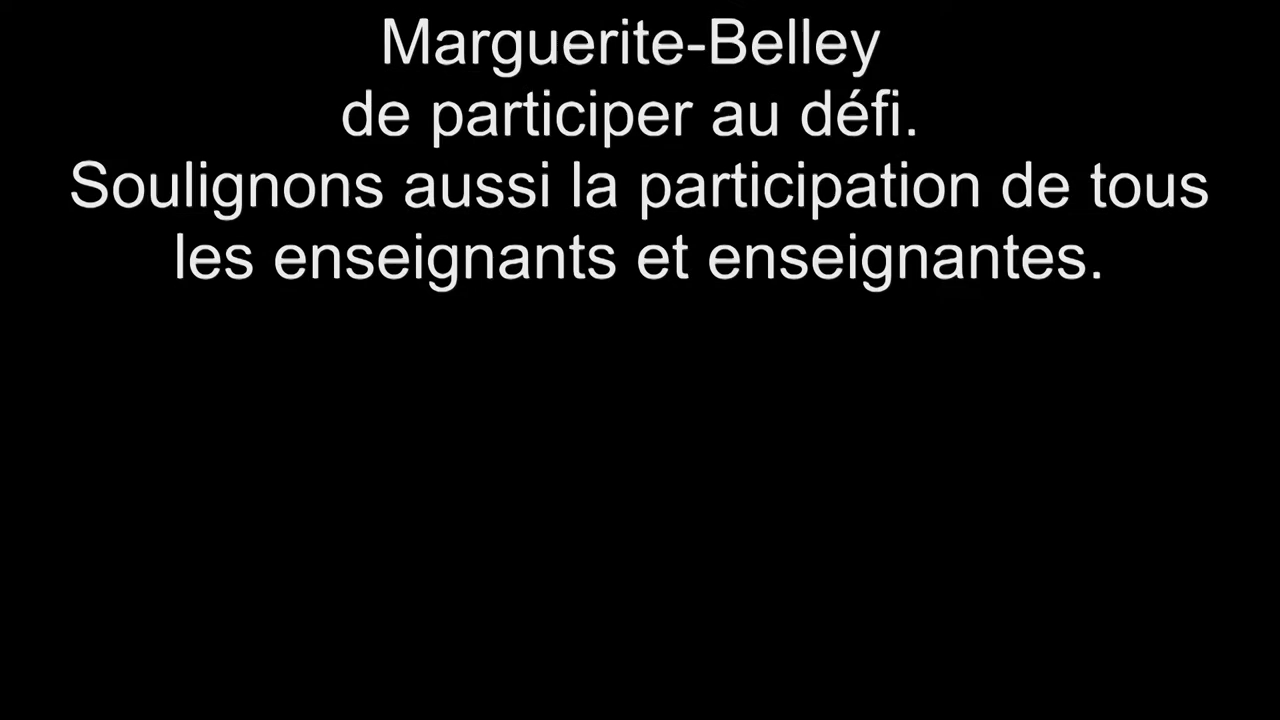 Marguerite-Belley
de participer au défi.
Soulignons aussi la participation de tous
les enseignants et enseignantes.